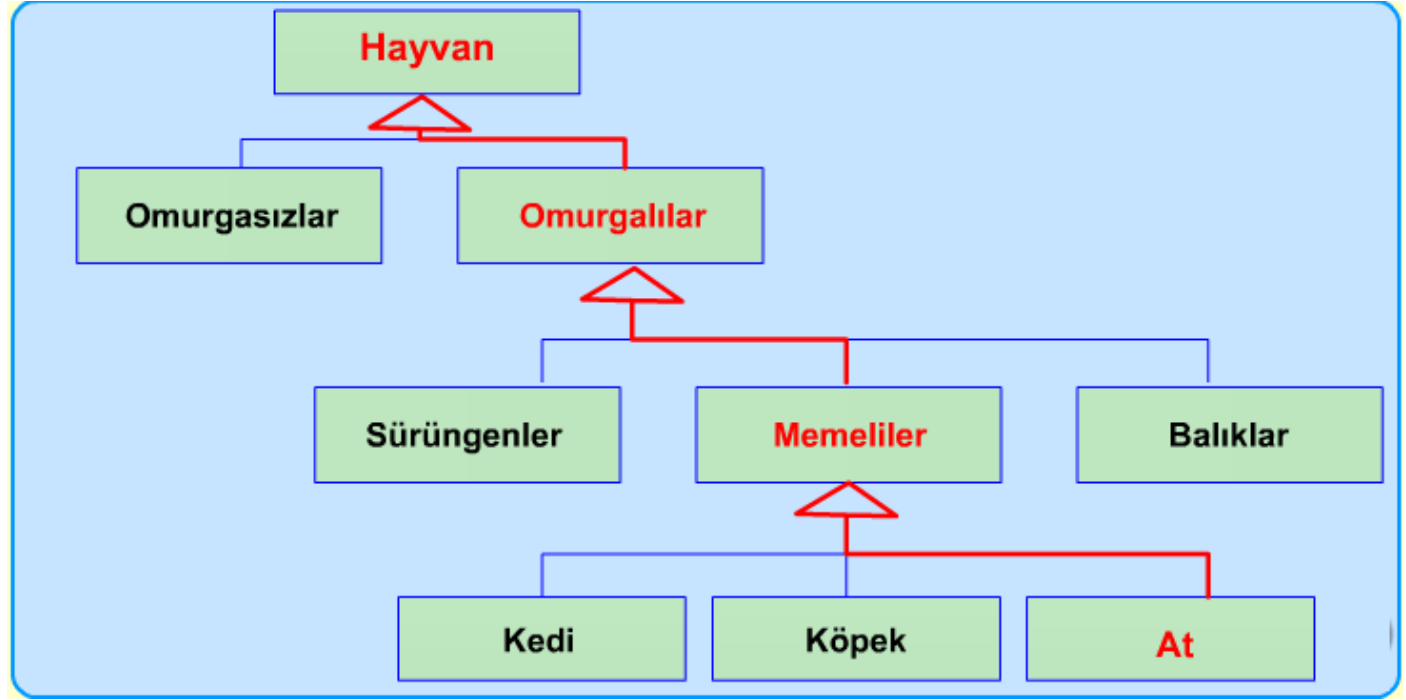 Hayvan
Omurgasızlar
Omurgalılar
Sürüngenler
Memeliler
Balıklar
Kedi
Köpek
At